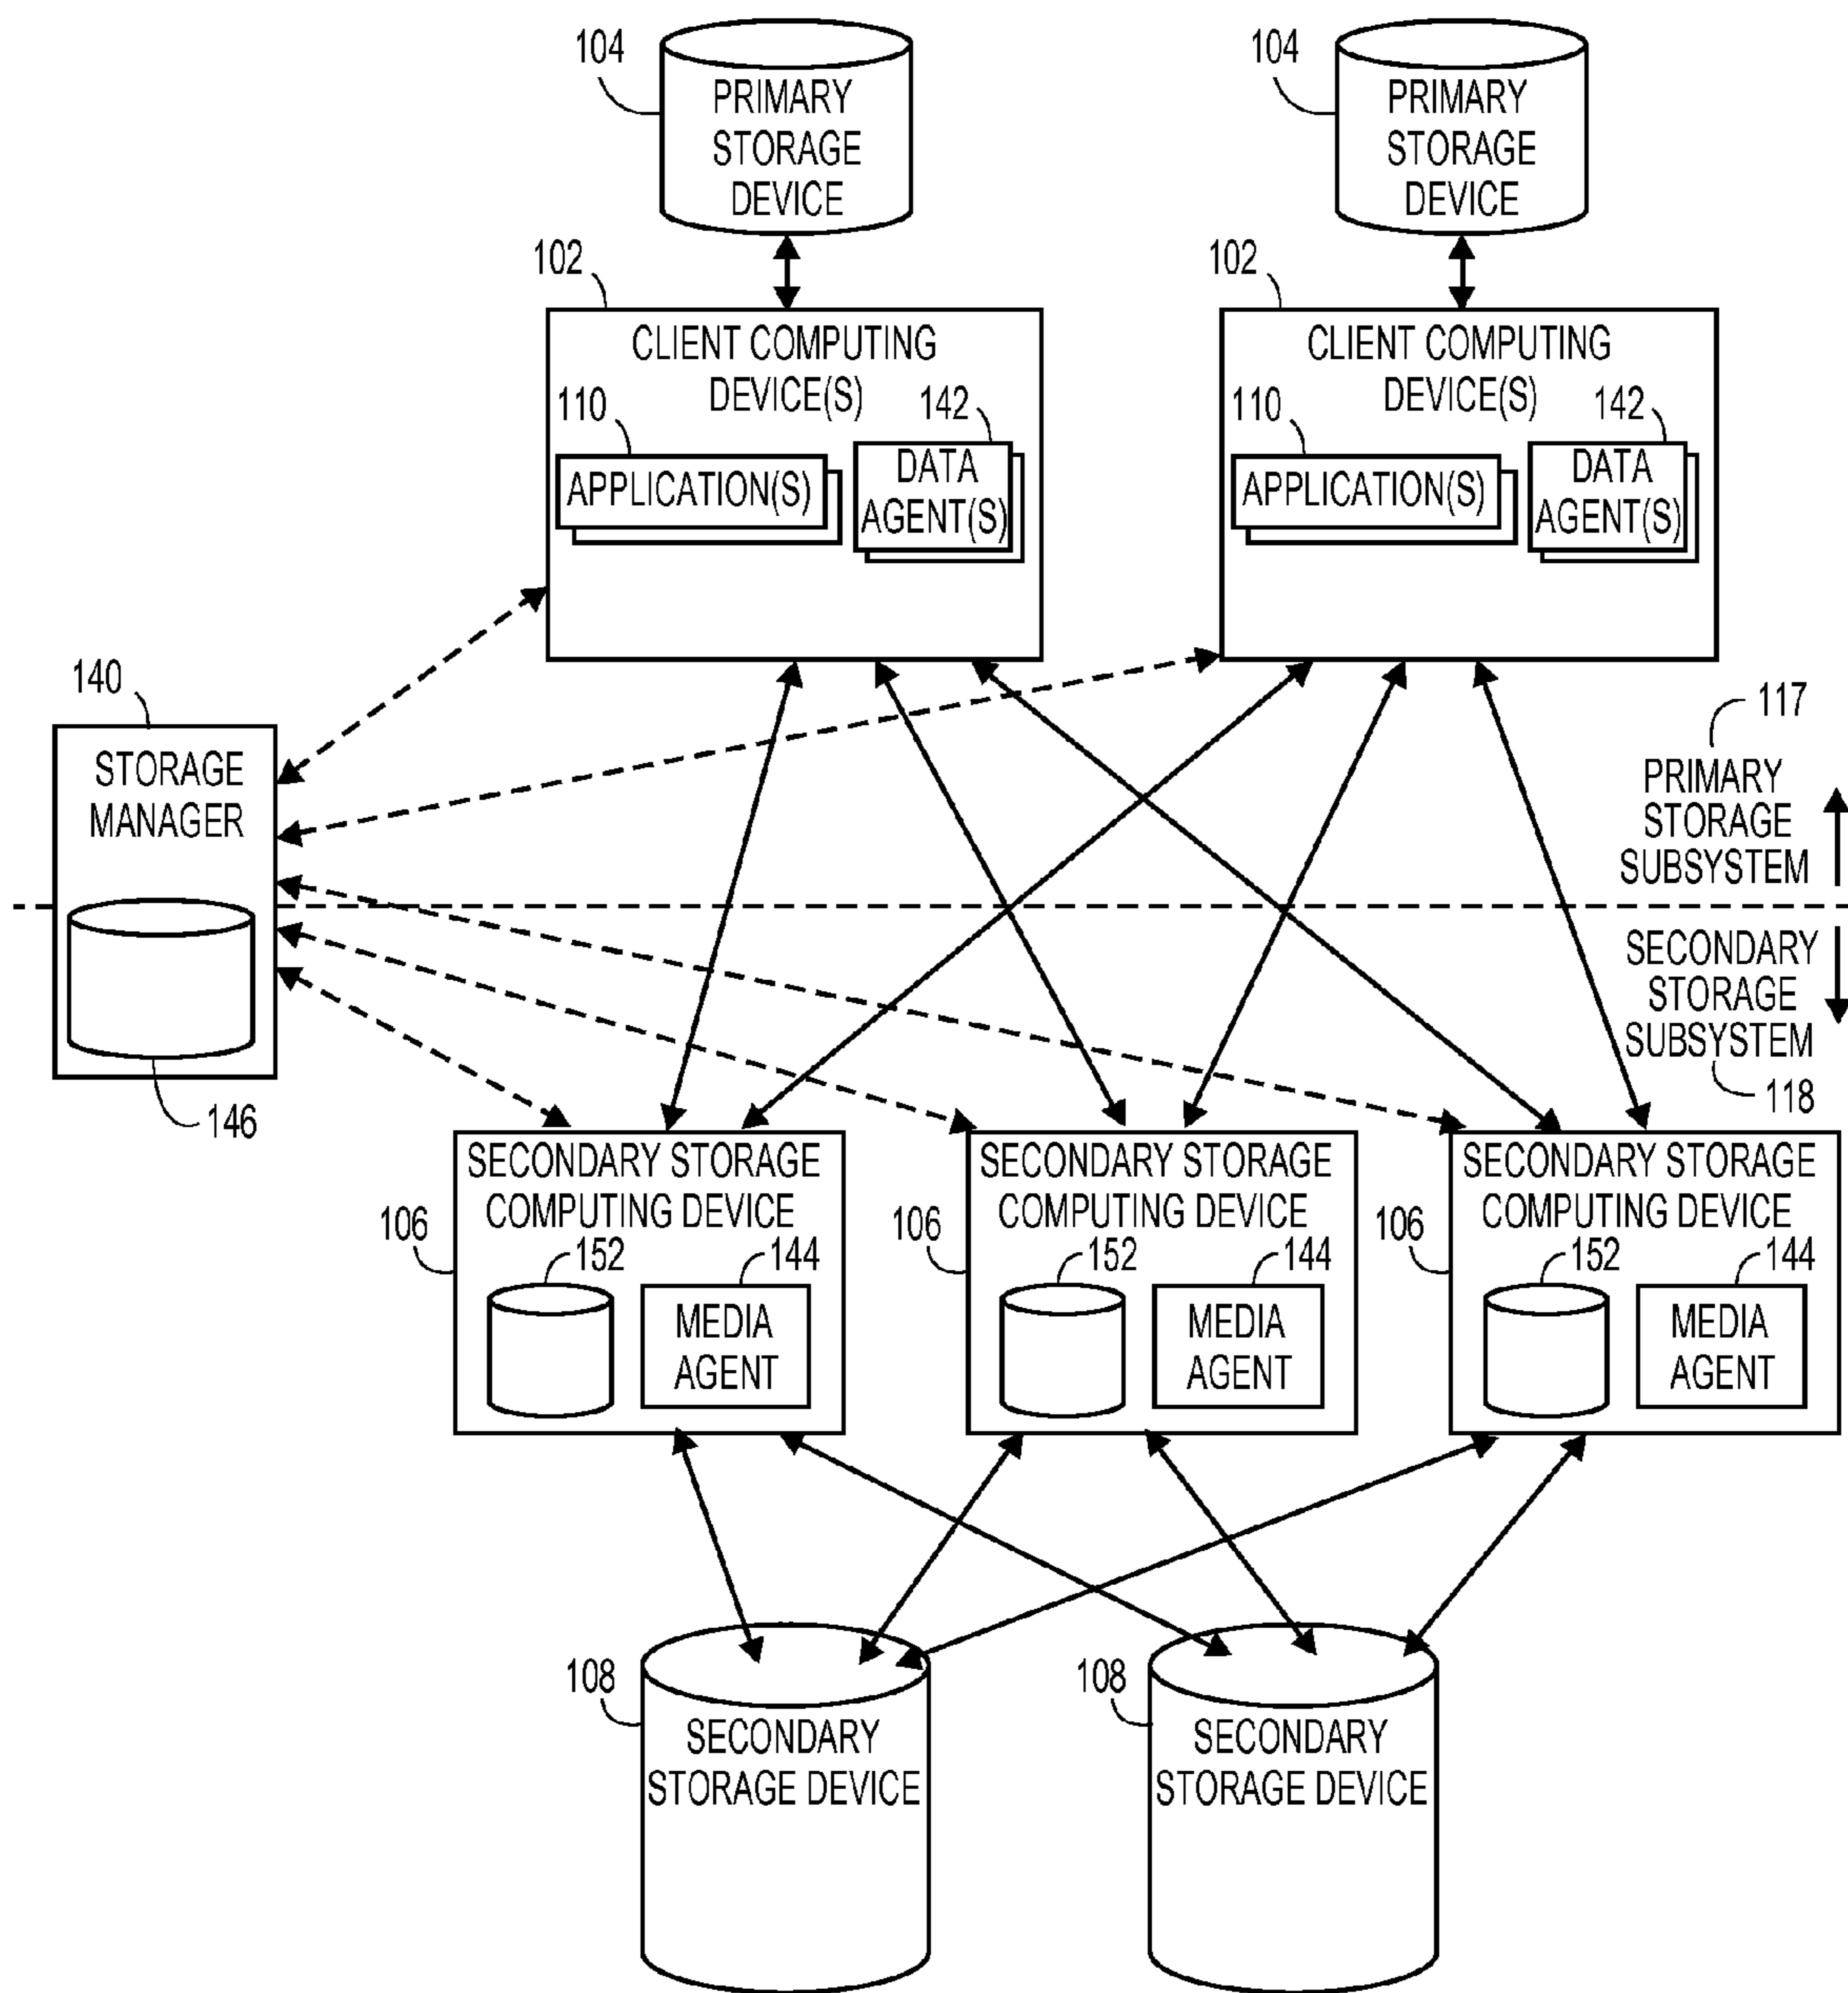 104
PRIMARY
STORAGE
DEVICE
104
PRIMARY
STORAGE
DEVICE
102
CLIENT COMPUTING
DEVICE(S)
110
142
APPLICATION(S)
DATA
AGENT(S)
102
CLIENT COMPUTING
DEVICE(S)
110
142
APPLICATION(S)
DATA
AGENT(S)
140
STORAGE
MANAGER
146
117
PRIMARY
STORAGE
SUBSYSTEM
SECONDARY
STORAGE
SUBSYSTEM
118
SECONDARY STORAGE
COMPUTING DEVICE
106
152
144
MEDIA
AGENT
SECONDARY STORAGE
COMPUTING DEVICE
106
152
144
MEDIA
AGENT
SECONDARY STORAGE
COMPUTING DEVICE
106
152
144
MEDIA
AGENT
108
SECONDARY
STORAGE DEVICE
108
SECONDARY
STORAGE DEVICE